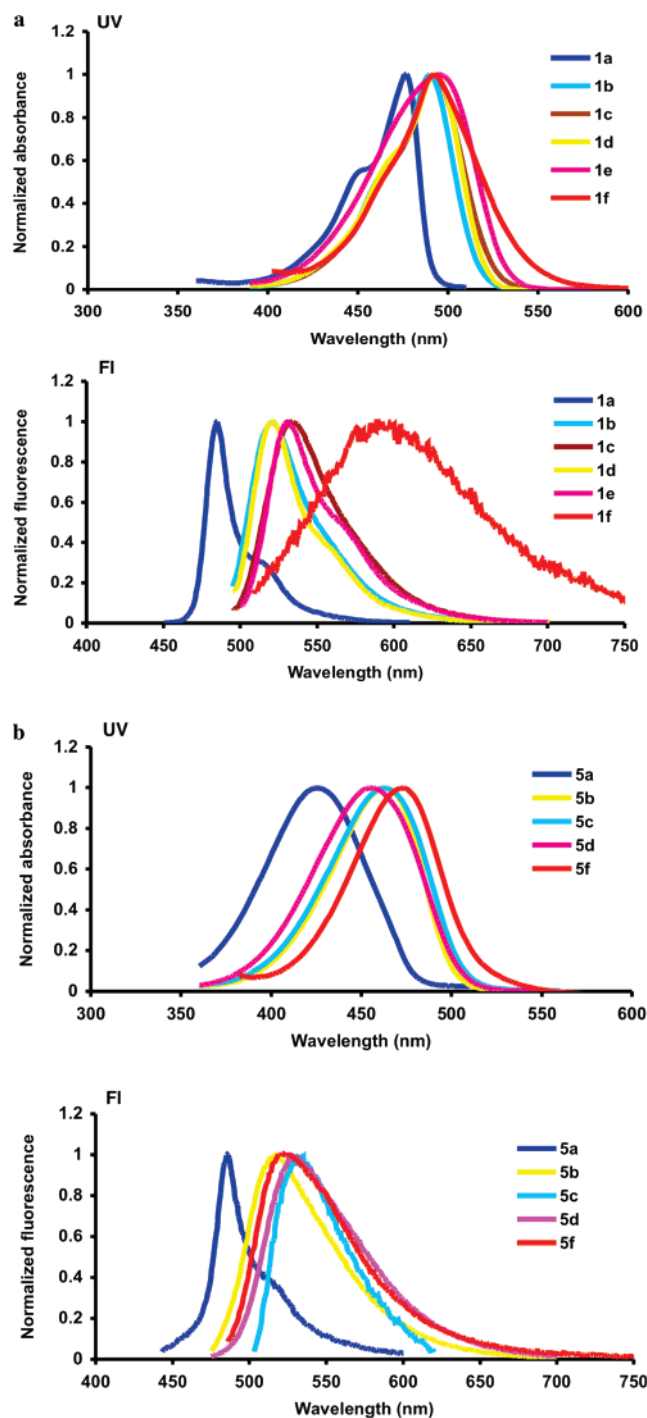 a
UV
Normalized absorbance
1.2
1
0.8
0.6
0.4
0.2
0
300 350 400 450 500 550 600
Wavelength (nm)
1a
1b
1c
1d
1e
1f
FI
Normalized fluorescence
1.2
1
0.8
0.6
0.4
0.2
0
400 450 500 550 600 650 700 750
Wavelength (nm)
1a
1b
1c
1d
1e
1f
b
UV
Normalized absorbance
1.2
1
0.8
0.6
0.4
0.2
0
300 350 400 450 500 550 600
Wavelength (nm)
5a
5b
5c
5d
5f
FI
Normalized fluorescence
1.2
1
0.8
0.6
0.4
0.2
0
400 450 500 550 600 650 700 750
Wavelength (nm)
5a
5b
5c
5d
5f